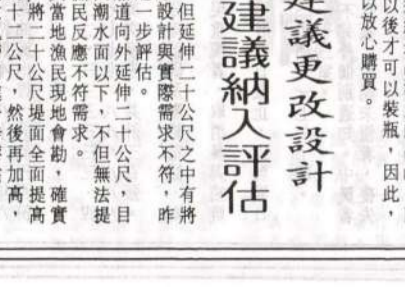 以後才可以裝瓶，因此，
以放心購買。
建議更改設計
建議納入評估
但延伸二十公尺之中有將
設計與實際需求不符，昨
一步評估。
道向外延伸二十公尺，目
潮水面以下，不但無法提
民反應不符需求。
當地漁民現地會勘，確實
將二十公尺堤面全面提高
十二公尺，然後再加高，